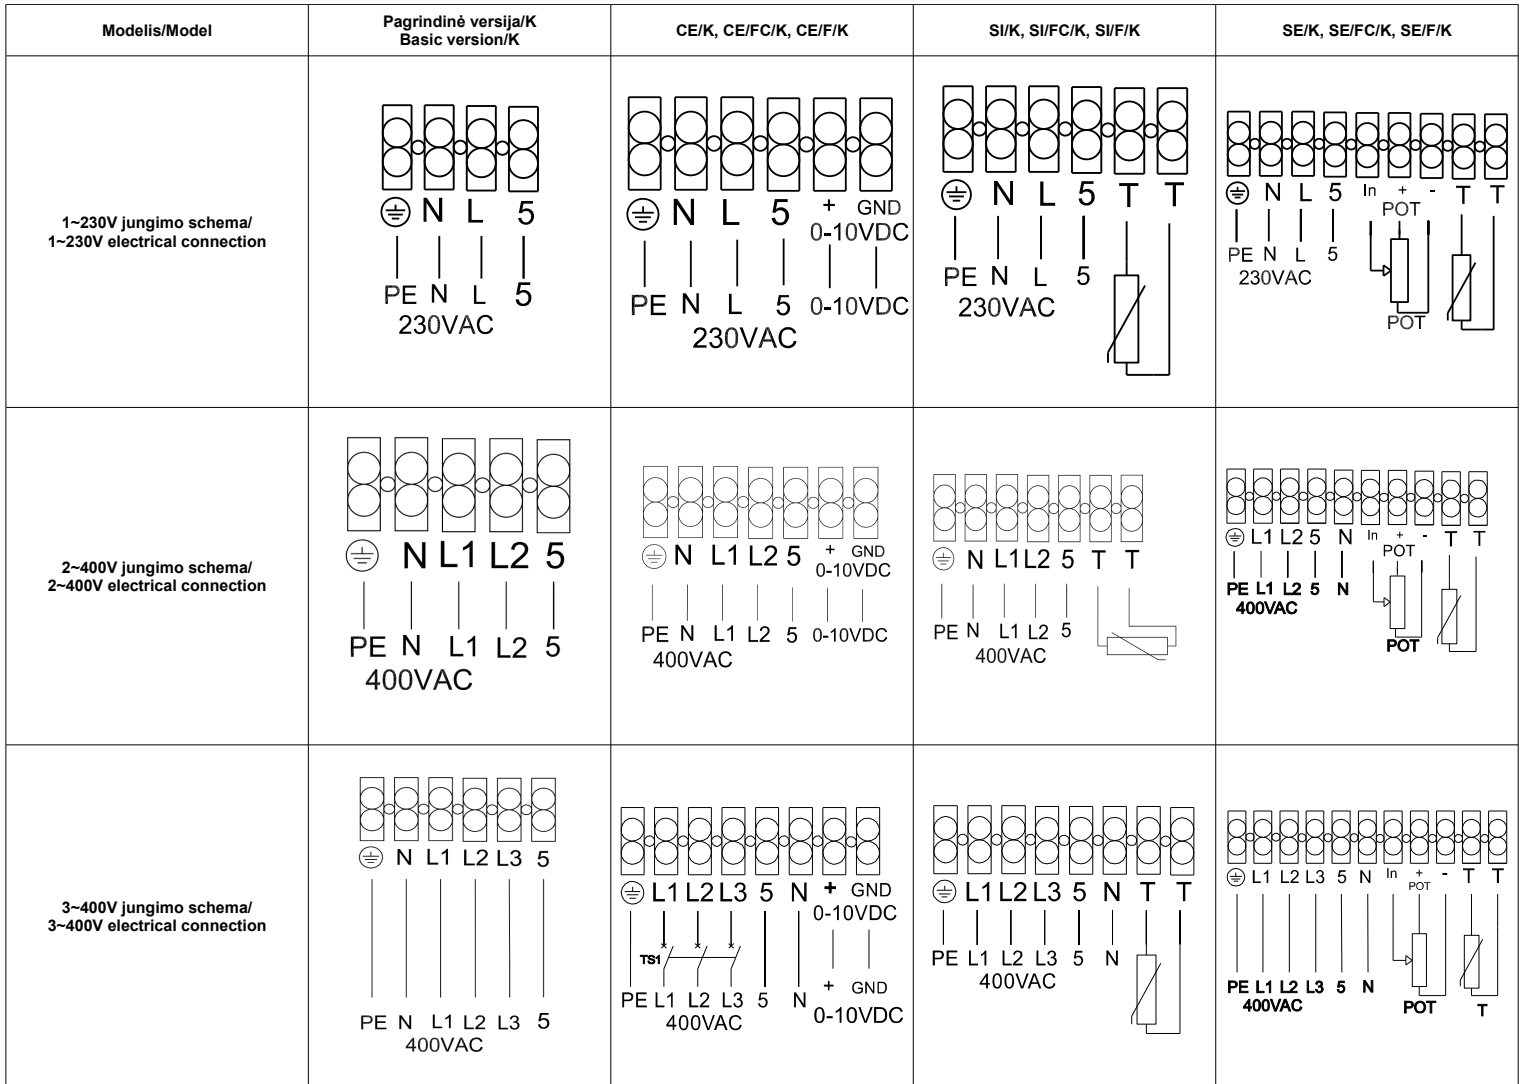 Modelis/Model
Pagrindinė versija/K
Basic version/K
CE/K, CE/FC/K, CE/F/K
SI/K, SI/FC/K, SI/F/K
SE/K, SE/FC/K, SE/F/K
1~230V jungimo schema/
1~230V electrical connection
N L 5
PE N L 5
230VAC
N L 5 + GND
0-10VDC
PE N L 5 0-10VDC
230VAC
N L 5 T T
PE N L 5
230VAC
N L 5 In + - T T
POT
PE N L 5
230VAC
POT
2~400V jungimo schema/
2~400V electrical connection
N L1 L2 5
PE N L1 L2 5
400VAC
N L1 L2 5 + GND
0-10VDC
PE N L1 L2 5 0-10VDC
400VAC
N L1 L2 5 T T
PE N L1 L2 5
400VAC
L1 L2 5 N In + - T T
POT
PE L1 L2 5 N
400VAC
POT
3~400V jungimo schema/
3~400V electrical connection
N L1 L2 L3 5
PE N L1 L2 L3 5
400VAC
L1 L2 L3 5 N + GND
0-10VDC
TS1
PE L1 L2 L3 5 N + GND
400VAC 0-10VDC
L1 L2 L3 5 N T T
PE L1 L2 L3 5 N
400VAC
L1 L2 L3 5 N In + - T T
POT
PE L1 L2 L3 5 N
400VAC POT T